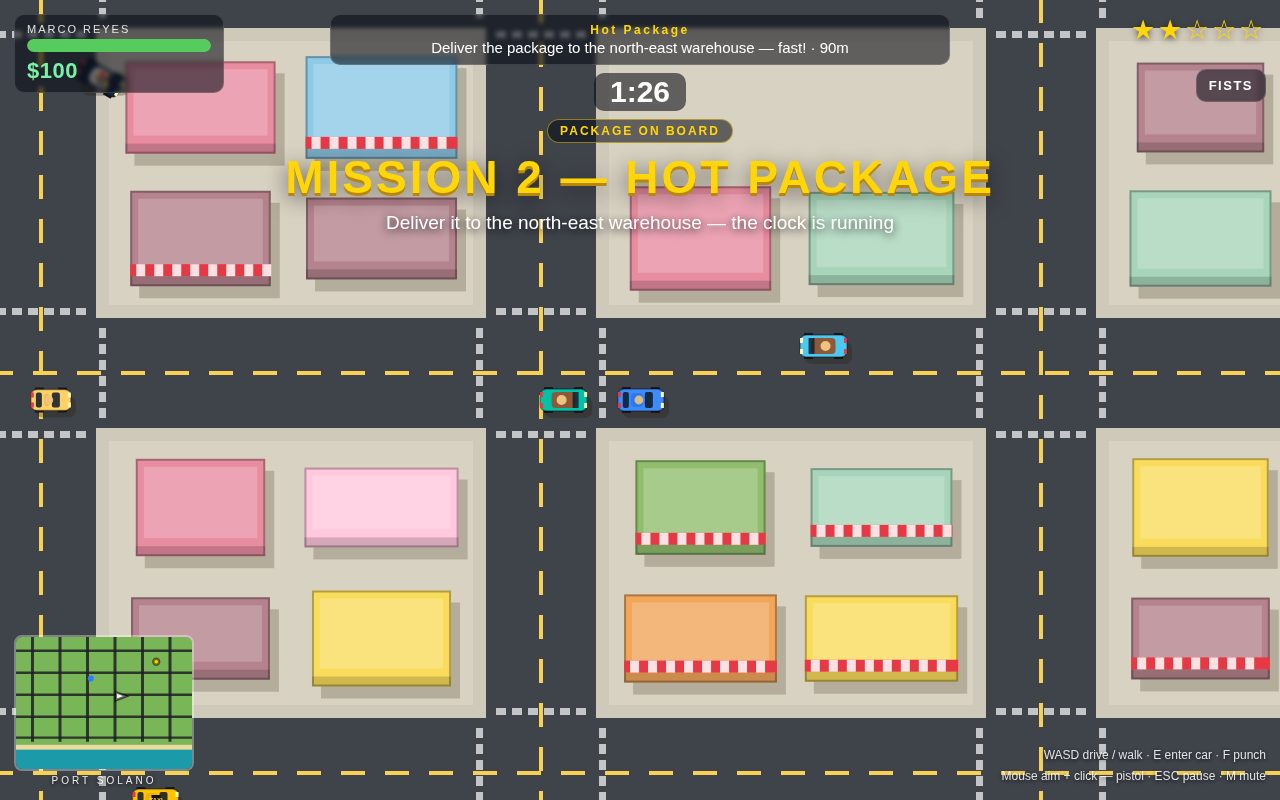 MARCO REYES
$100
Hot Package
Deliver the package to the north-east warehouse — fast! · 90m
1:26
PACKAGE ON BOARD
★★☆☆☆
FISTS
MISSION 2 — HOT PACKAGE
Deliver it to the north-east warehouse — the clock is running
PORT SOLANO
WASD drive / walk · E enter car · F punch
Mouse aim + click — pistol · ESC pause · M mute